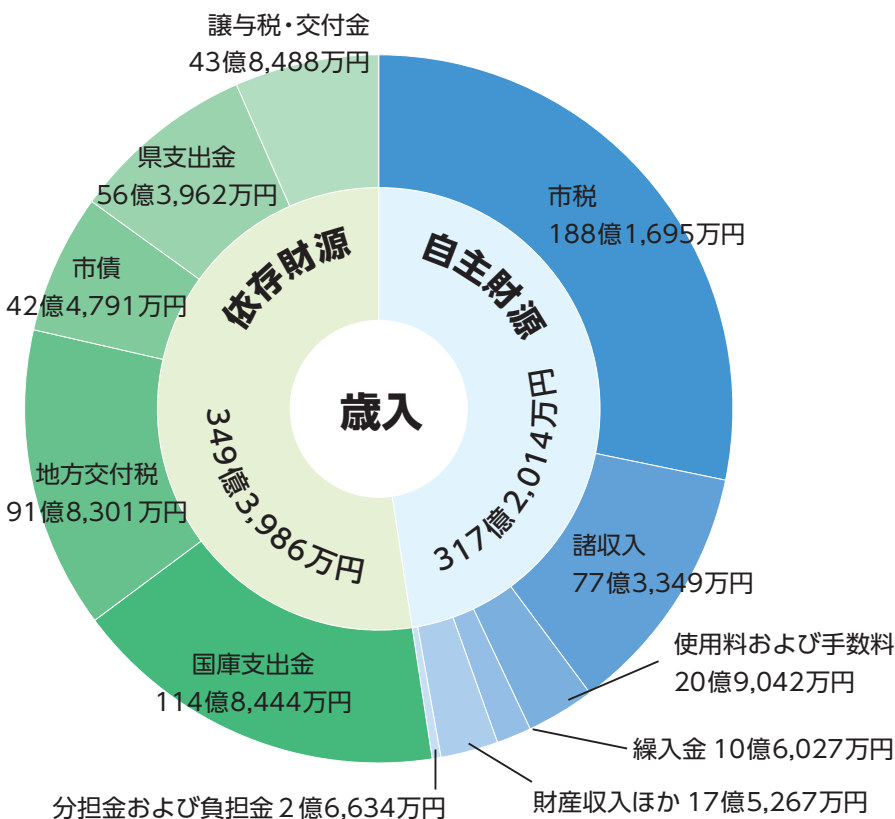 歳入
自主財源
317億2,014万円
市税
188億1,695万円
諸収入
77億3,349万円
使用料および手数料
20億9,042万円
繰入金 10億6,027万円
財産収入ほか 17億5,267万円
分担金および負担金 2億6,634万円
依存財源
349億3,986万円
国庫支出金
114億8,444万円
地方交付税
91億8,301万円
市債
42億4,791万円
県支出金
56億3,962万円
譲与税・交付金
43億8,488万円